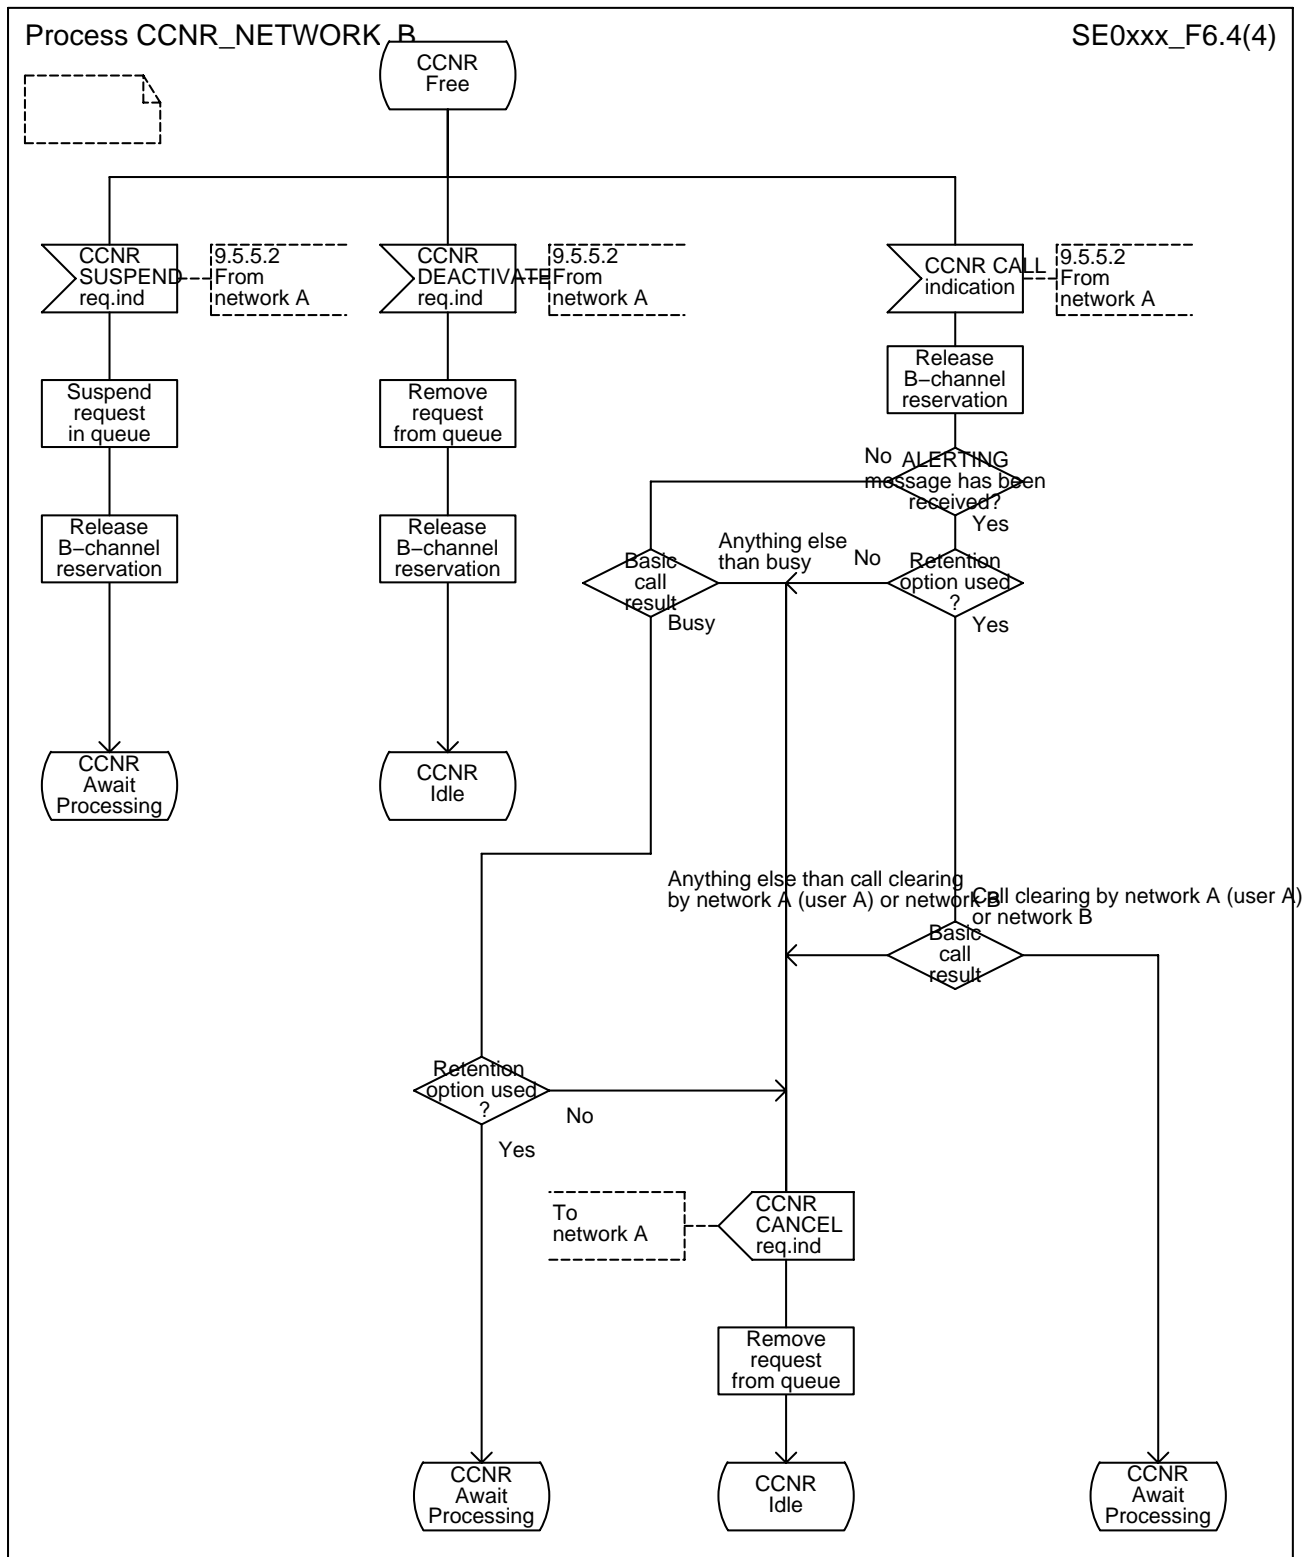 Process CCNR_NETWORK_B
SE0xxx_F6.4(4)
CCNR
Free
CCNR
SUSPEND
req.ind
9.5.5.2
From
network A
CCNR
DEACTIVATE
req.ind
9.5.5.2
From
network A
CCNR CALL
indication
9.5.5.2
From
network A
Suspend
request
in queue
Remove
request
from queue
Release
B−channel
reservation
No
ALERTING
message has been
received?
Yes
Release
B−channel
reservation
Release
B−channel
reservation
Basic
call
result
Anything else
than busy
No
Retention
option used
?
Busy
Yes
CCNR
Await
Processing
CCNR
Idle
Anything else than call clearing
by network A (user A) or network B
Call clearing by network A (user A)
or network B
Basic
call
result
Retention
option used
?
No
Yes
To
network A
CCNR
CANCEL
req.ind
Remove
request
from queue
CCNR
Await
Processing
CCNR
Idle
CCNR
Await
Processing